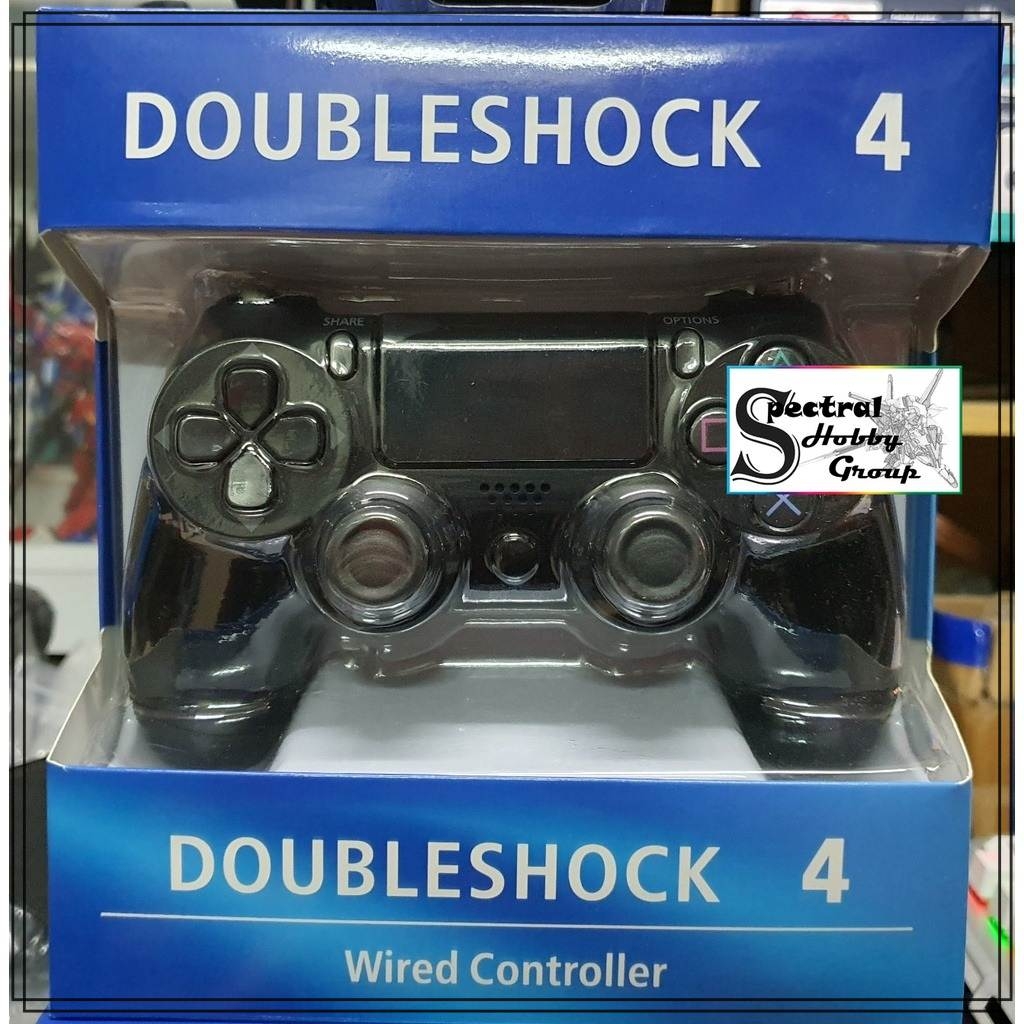 DOUBLESHOCK 4
SHARE
OPTIONS
Spectral
Hobby
Group
DOUBLESHOCK 4
Wired Controller